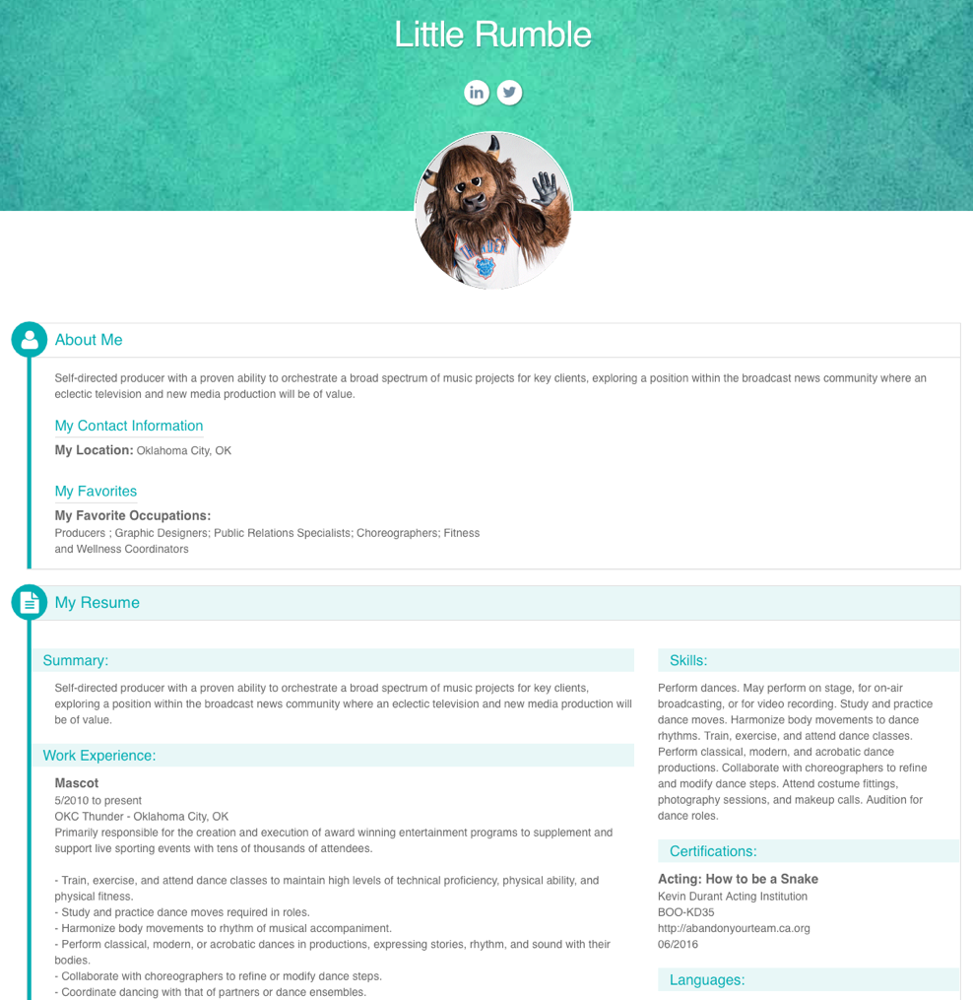 Little Rumble
in
THUNDER
About Me
Self-directed producer with a proven ability to orchestrate a broad spectrum of music projects for key clients, exploring a position within the broadcast news community where an
eclectic television and new media production will be of value.
My Contact Information
My Location: Oklahoma City, OK
My Favorites
My Favorite Occupations:
Producers ; Graphic Designers; Public Relations Specialists; Choreographers; Fitness
and Wellness Coordinators
My Resume
Summary:
Self-directed producer with a proven ability to orchestrate a broad spectrum of music projects for key clients,
exploring a position within the broadcast news community where an eclectic television and new media production will
be of value.
Work Experience:
Mascot
5/2010 to present
OKC Thunder - Oklahoma City, OK
Primarily responsible for the creation and execution of award winning entertainment programs to supplement and
support live sporting events with tens of thousands of attendees.
- Train, exercise, and attend dance classes to maintain high levels of technical proficiency, physical ability, and
physical fitness.
- Study and practice dance moves required in roles.
- Harmonize body movements to rhythm of musical accompaniment.
- Perform classical, modern, or acrobatic dances in productions, expressing stories, rhythm, and sound with their
bodies.
- Collaborate with choreographers to refine or modify dance steps.
- Coordinate dancing with that of partners or dance ensembles.
Skills:
Perform dances. May perform on stage, for on-air
broadcasting, or for video recording. Study and practice
dance moves. Harmonize body movements to dance
rhythms. Train, exercise, and attend dance classes.
Perform classical, modern, and acrobatic dance
productions. Collaborate with choreographers to refine
and modify dance steps. Attend costume fittings,
photography sessions, and makeup calls. Audition for
dance roles.
Certifications:
Acting: How to be a Snake
Kevin Durant Acting Institution
BOO-KD35
http://abandonyourteam.ca.org
06/2016
Languages: